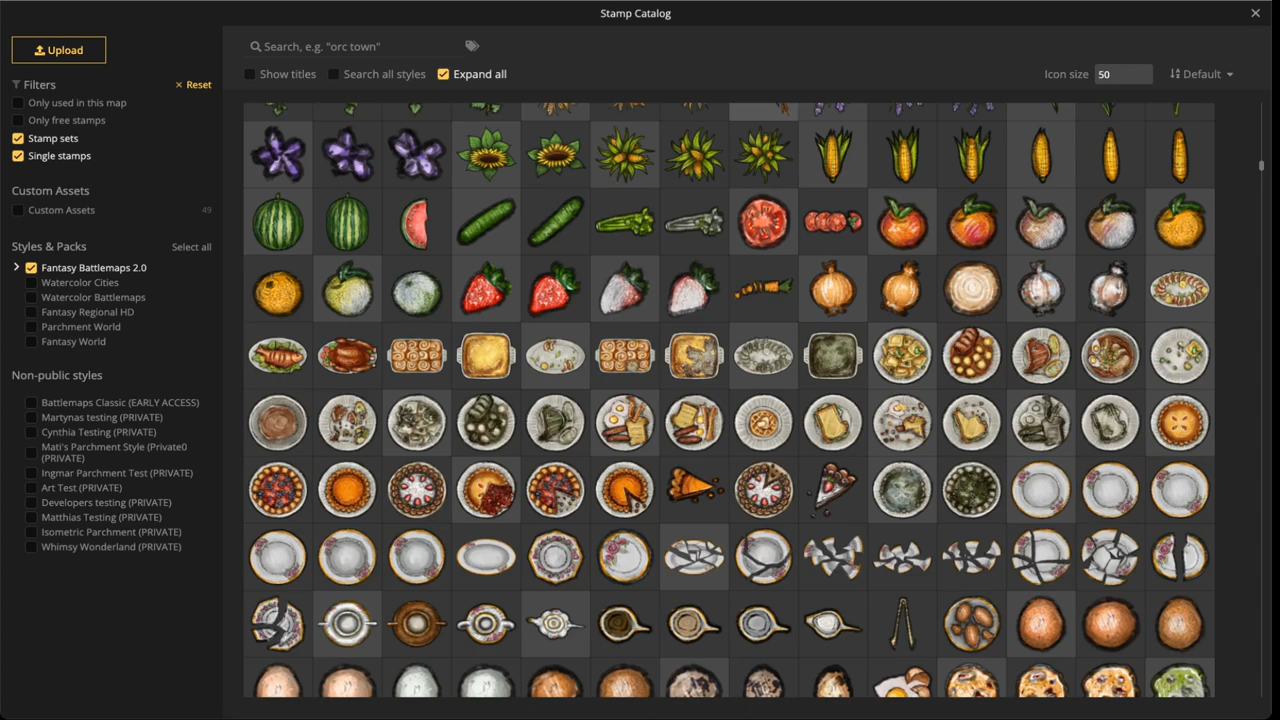 Stamp Catalog
Upload
Search, e.g. "orc town"
Show titles
Search all styles
Expand all
Icon size
50
Default
Filters
Reset
Only used in this map
Only free stamps
Stamp sets
Single stamps
Custom Assets
Custom Assets
49
Styles & Packs
Select all
Fantasy Battlemaps 2.0
Watercolor Cities
Watercolor Battlemaps
Fantasy Regional HD
Parchment World
Fantasy World
Non-public styles
Battlemaps Classic (EARLY ACCESS)
Martynas testing (PRIVATE)
Cynthia Testing (PRIVATE)
Mati's Parchment Style (Private0
(PRIVATE)
Ingmar Parchment Test (PRIVATE)
Art Test (PRIVATE)
Developers testing (PRIVATE)
Matthias Testing (PRIVATE)
Isometric Parchment (PRIVATE)
Whimsy Wonderland (PRIVATE)